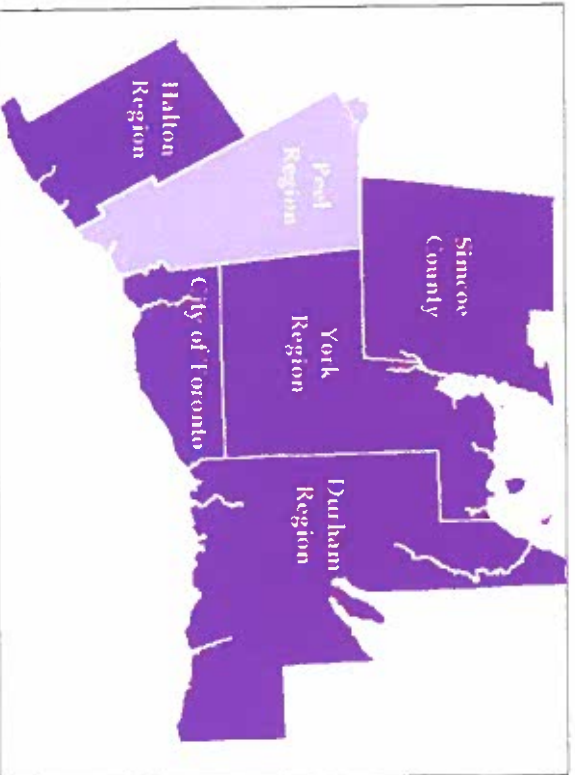 Simcoe
County
Peel
Region
York
Region
Durham
Region
Halton
Region
City of Toronto